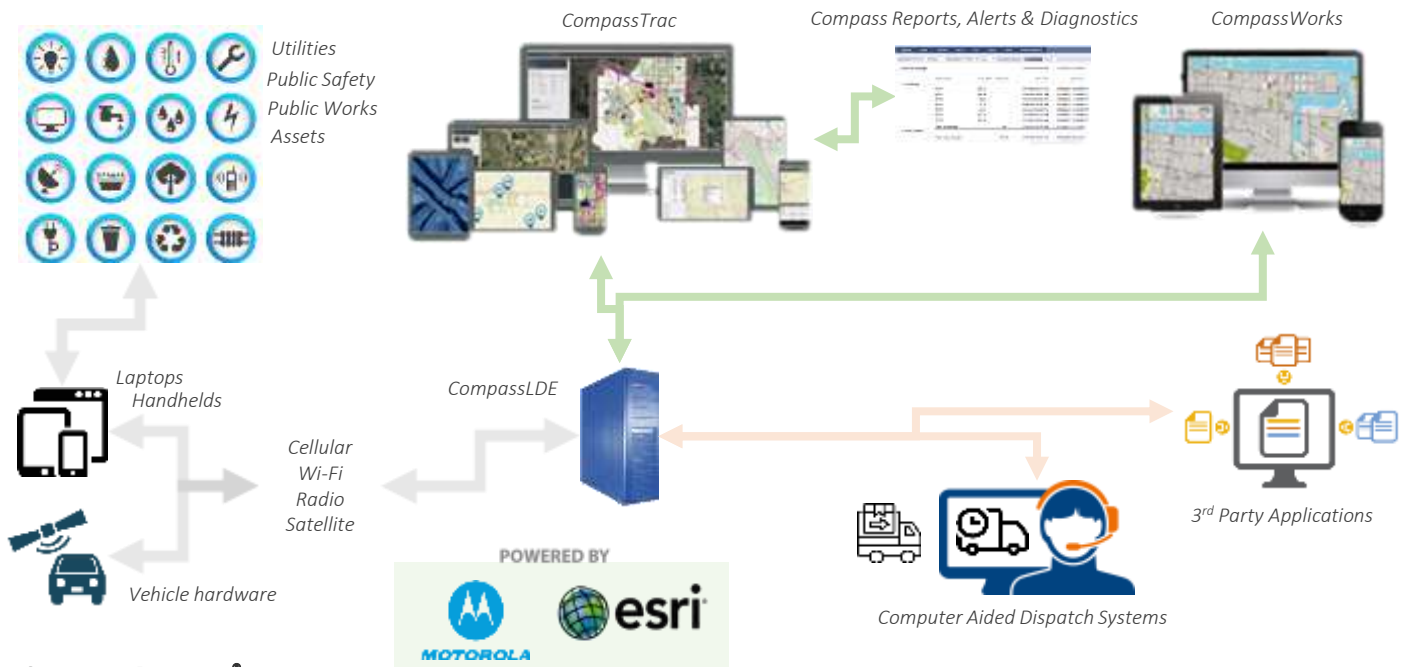 CompassTrac
Compass Reports, Alerts & Diagnostics
CompassWorks
Utilities
Public Safety
Public Works
Assets
Laptops
Handhelds
CompassLDE
Cellular
Wi-Fi
Radio
Satellite
3rd Party Applications
Vehicle hardware
POWERED BY
MOTOROLA
esri
Computer Aided Dispatch Systems